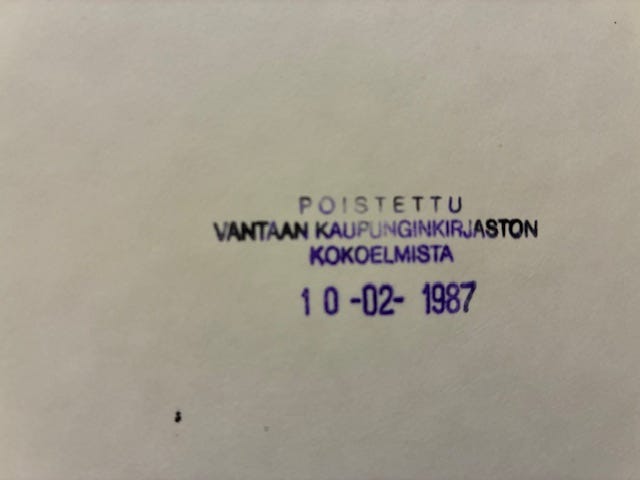 POISTETTU
VANTAAN KAUPUNGINKIRJASTON
KOKOELMISTA
10 -02- 1987